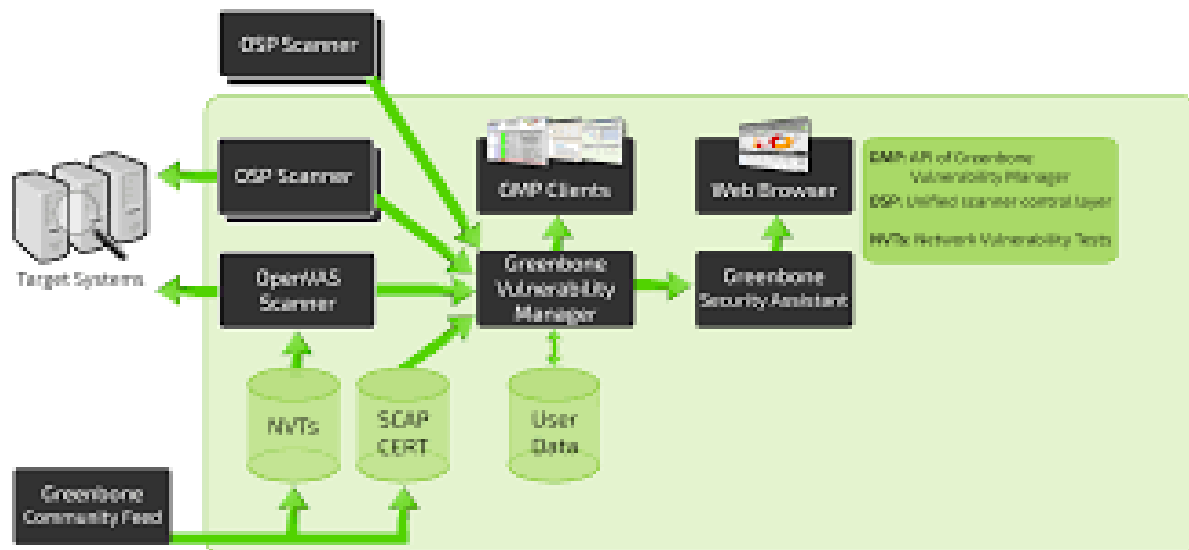 OSP Scanner
OSP Scanner
GMP Clients
Web Browser
GMP: API of Greenbone
Vulnerability Manager
OSP: Unified scanner control layer
NVTs: Network Vulnerability Tests
Target Systems
OpenVAS
Scanner
Greenbone
Vulnerability
Manager
Greenbone
Security Assistant
NVTs
SCAP
CERT
User
Data
Greenbone
Community Feed